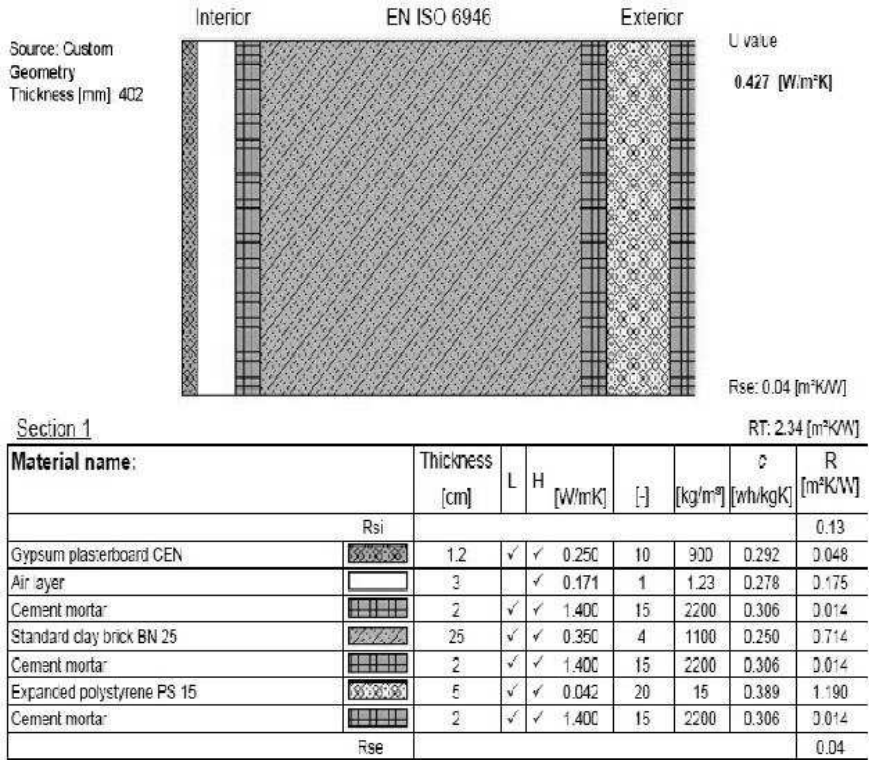 Interior EN ISO 6946 Exterior
Source: Custom
Geometry
Thickness [mm] 402
U value
0.427 [W/m²K]
Rse: 0.04 [m²K/W]
Section 1 RT: 2.34 [m²K/W]
Material name: Thickness [cm] L H [W/mK] [-] [kg/m³] c [wh/kgK] R [m²K/W]
Rsi 0.13
Gypsum plasterboard CEN 1.2 ✓ ✓ 0.250 10 900 0.292 0.048
Air layer 3 ✓ 0.171 1 1.23 0.278 0.175
Cement mortar 2 ✓ ✓ 1.400 15 2200 0.306 0.014
Standard clay brick BN 25 25 ✓ ✓ 0.350 4 1100 0.250 0.714
Cement mortar 2 ✓ ✓ 1.400 15 2200 0.306 0.014
Expanded polystyrene PS 15 5 ✓ ✓ 0.042 20 15 0.389 1.190
Cement mortar 2 ✓ ✓ 1.400 15 2200 0.306 0.014
Rse 0.04